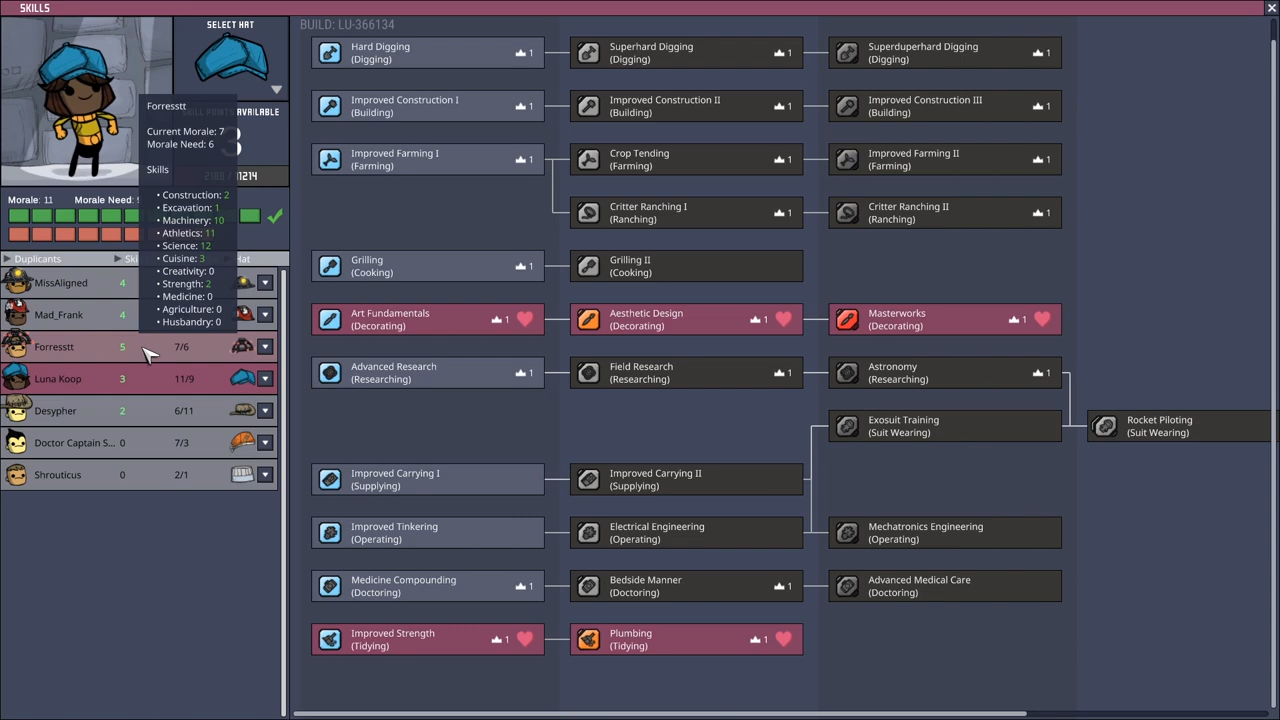 SKILLS
SELECT HAT
BUILD: LU-366134
Forresstt
AVAILABLE
3
Current Morale: 7
Morale Need: 6
Skills
11214
• Construction: 2
• Excavation: 1
• Machinery: 10
• Athletics: 11
• Science: 12
• Cuisine: 3
• Creativity: 0
• Strength: 2
• Medicine: 0
• Agriculture: 0
• Husbandry: 0
Morale: 11
Morale Need:
Duplicants
Hat
MissAligned 4
Mad_Frank 4
Forresstt 5 7/6
Luna Koop 3 11/9
Desypher 2 6/11
Doctor Captain S... 0 7/3
Shrouticus 0 2/1
Hard Digging 1
(Digging)
Superhard Digging 1
(Digging)
Superduperhard Digging 1
(Digging)
Improved Construction I 1
(Building)
Improved Construction II 1
(Building)
Improved Construction III 1
(Building)
Improved Farming I 1
(Farming)
Crop Tending 1
(Farming)
Improved Farming II 1
(Farming)
Critter Ranching I 1
(Ranching)
Critter Ranching II 1
(Ranching)
Grilling 1
(Cooking)
Grilling II
(Cooking)
Art Fundamentals 1
(Decorating)
Aesthetic Design 1
(Decorating)
Masterworks 1
(Decorating)
Advanced Research 1
(Researching)
Field Research 1
(Researching)
Astronomy 1
(Researching)
Exosuit Training
(Suit Wearing)
Rocket Piloting
(Suit Wearing)
Improved Carrying I
(Supplying)
Improved Carrying II
(Supplying)
Improved Tinkering
(Operating)
Electrical Engineering
(Operating)
Mechatronics Engineering
(Operating)
Medicine Compounding 1
(Doctoring)
Bedside Manner 1
(Doctoring)
Advanced Medical Care
(Doctoring)
Improved Strength 1
(Tidying)
Plumbing 1
(Tidying)